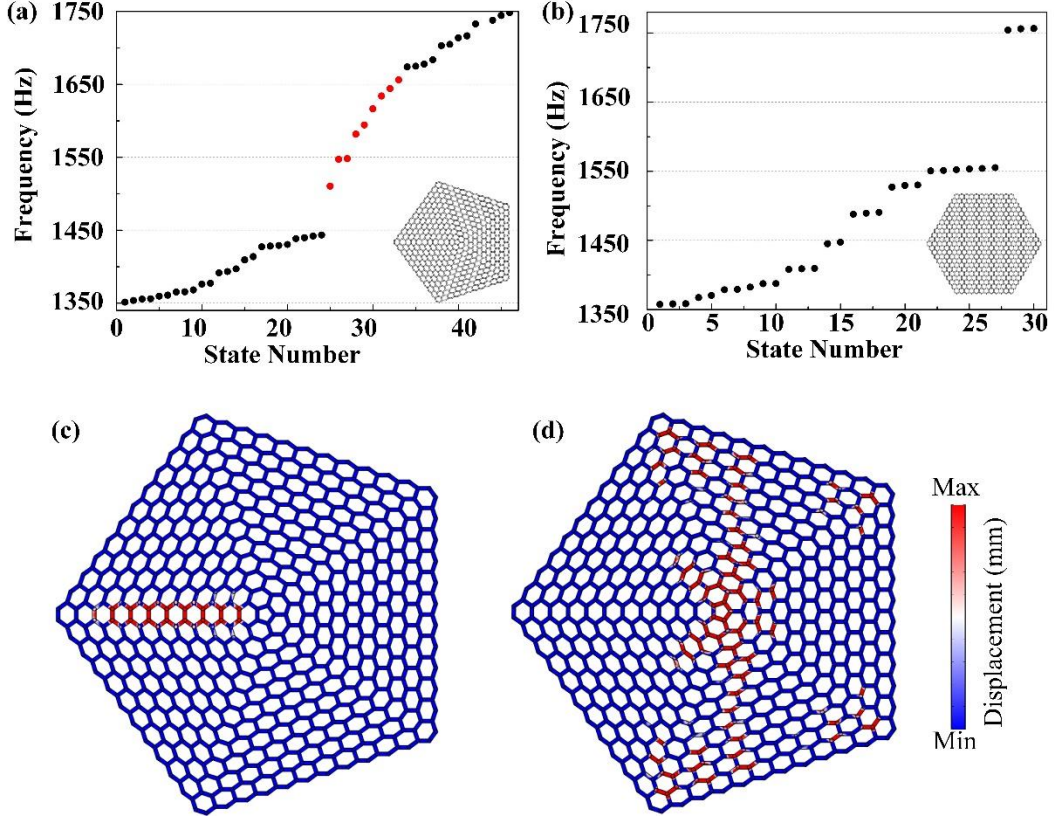 (a)
1750
1650
1550
1450
1350
Frequency (Hz)
0 10 20 30 40
State Number
(b)
1750
1650
1550
1450
1350
Frequency (Hz)
0 5 10 15 20 25 30
State Number
(c)
(d)
Max
Displacement (mm)
Min